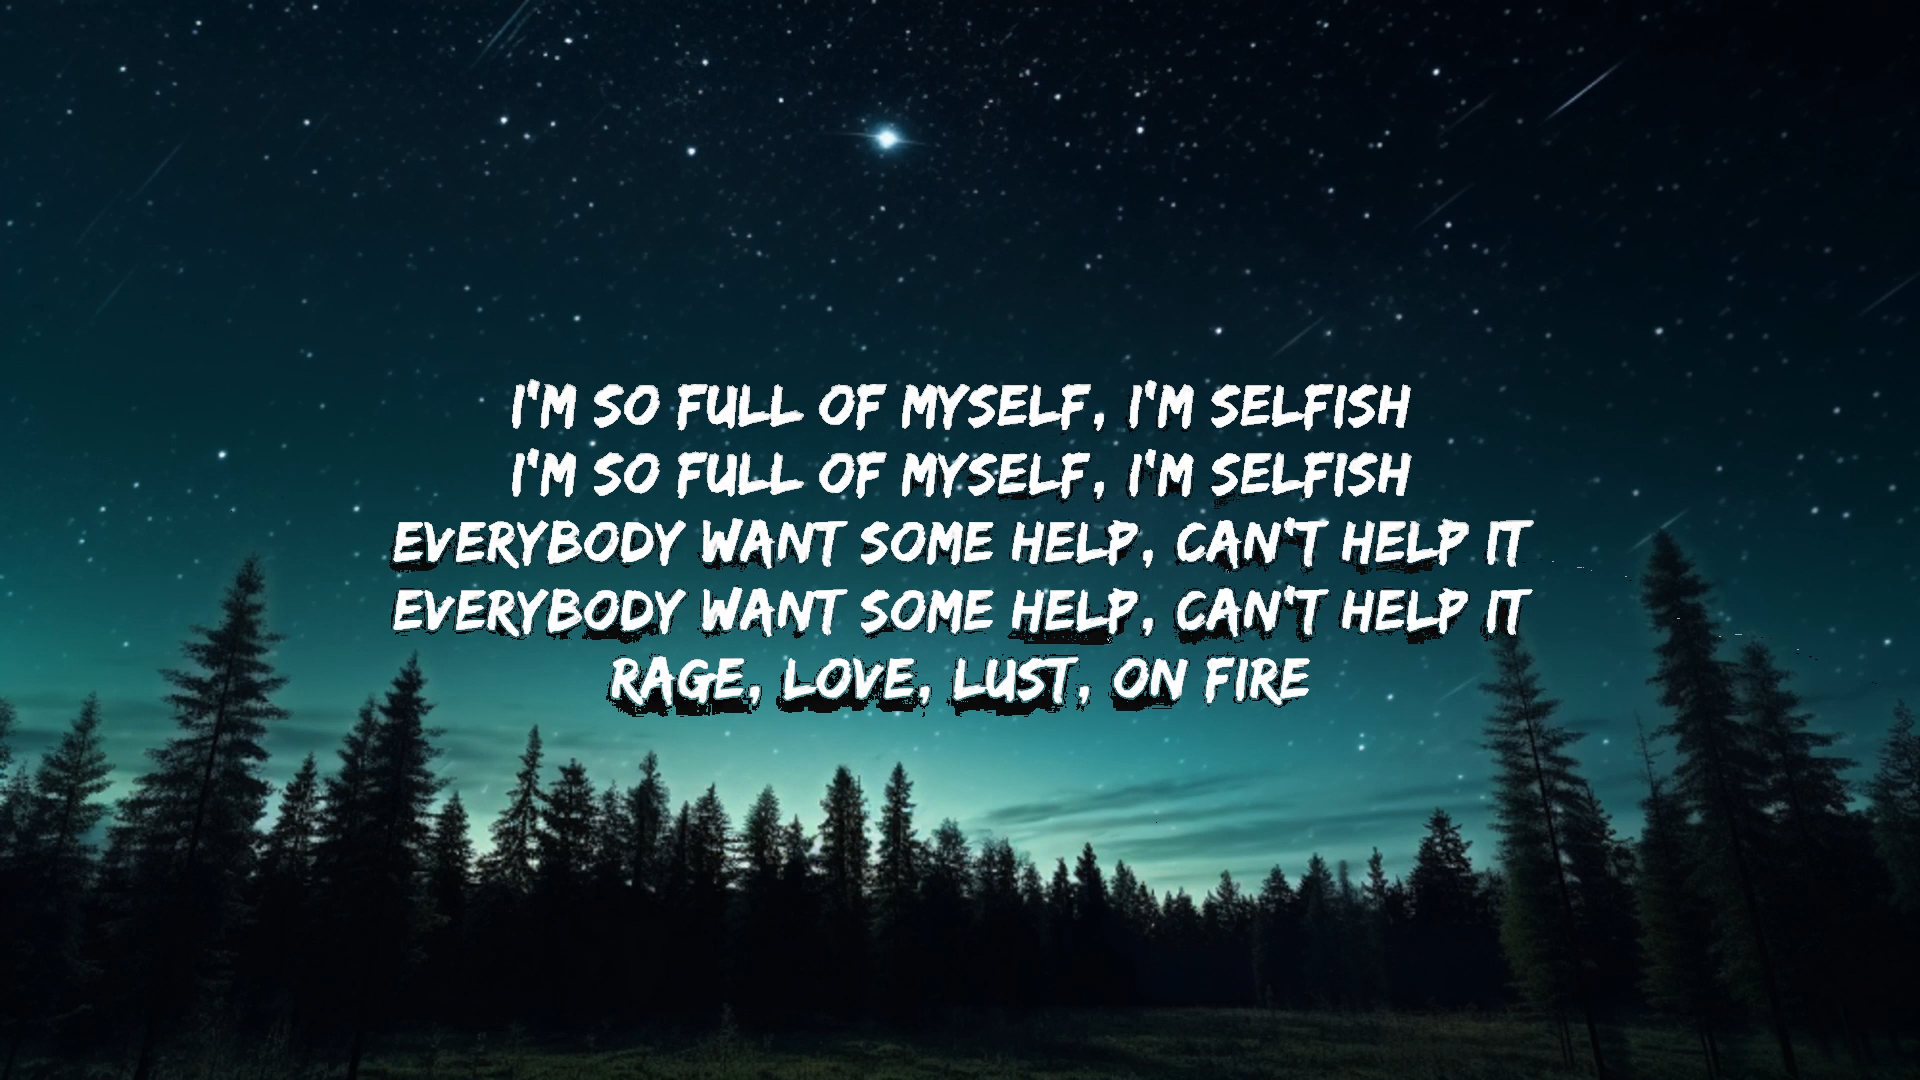 I'M SO FULL OF MYSELF, I'M SELFISH
I'M SO FULL OF MYSELF, I'M SELFISH
EVERYBODY WANT SOME HELP, CAN'T HELP IT
EVERYBODY WANT SOME HELP, CAN'T HELP IT
RAGE, LOVE, LUST, ON FIRE